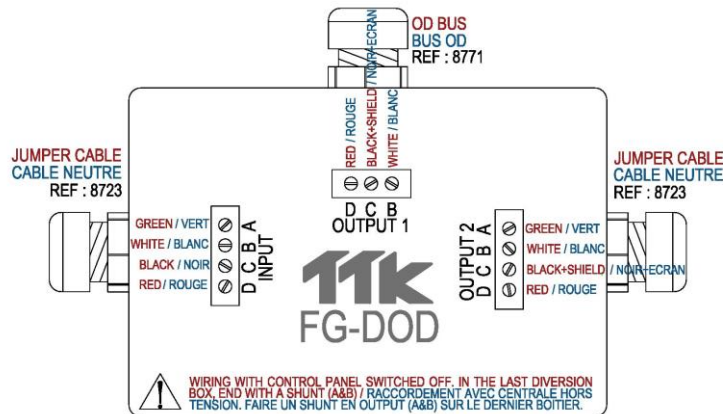 OD BUS
BUS OD
REF : 8771
RED / ROUGE
BLACK+SHIELD / NOIR-ECRAN
WHITE / BLANC
D C B
OUTPUT 1
JUMPER CABLE
CABLE NEUTRE
REF : 8723
GREEN / VERT
WHITE / BLANC
BLACK / NOIR
RED / ROUGE
D C B A
INPUT
TTK
FG-DOD
JUMPER CABLE
CABLE NEUTRE
REF : 8723
OUTPUT 2
D C B A
GREEN / VERT
WHITE / BLANC
BLACK+SHIELD / NOIR-ECRAN
RED / ROUGE
WIRING WITH CONTROL PANEL SWITCHED OFF. IN THE LAST DIVERSION
BOX, END WITH A SHUNT (A&B) / RACCORDEMENT AVEC CENTRALE HORS
TENSION. FAIRE UN SHUNT EN OUTPUT (A&B) SUR LE DERNIER BOITIER.